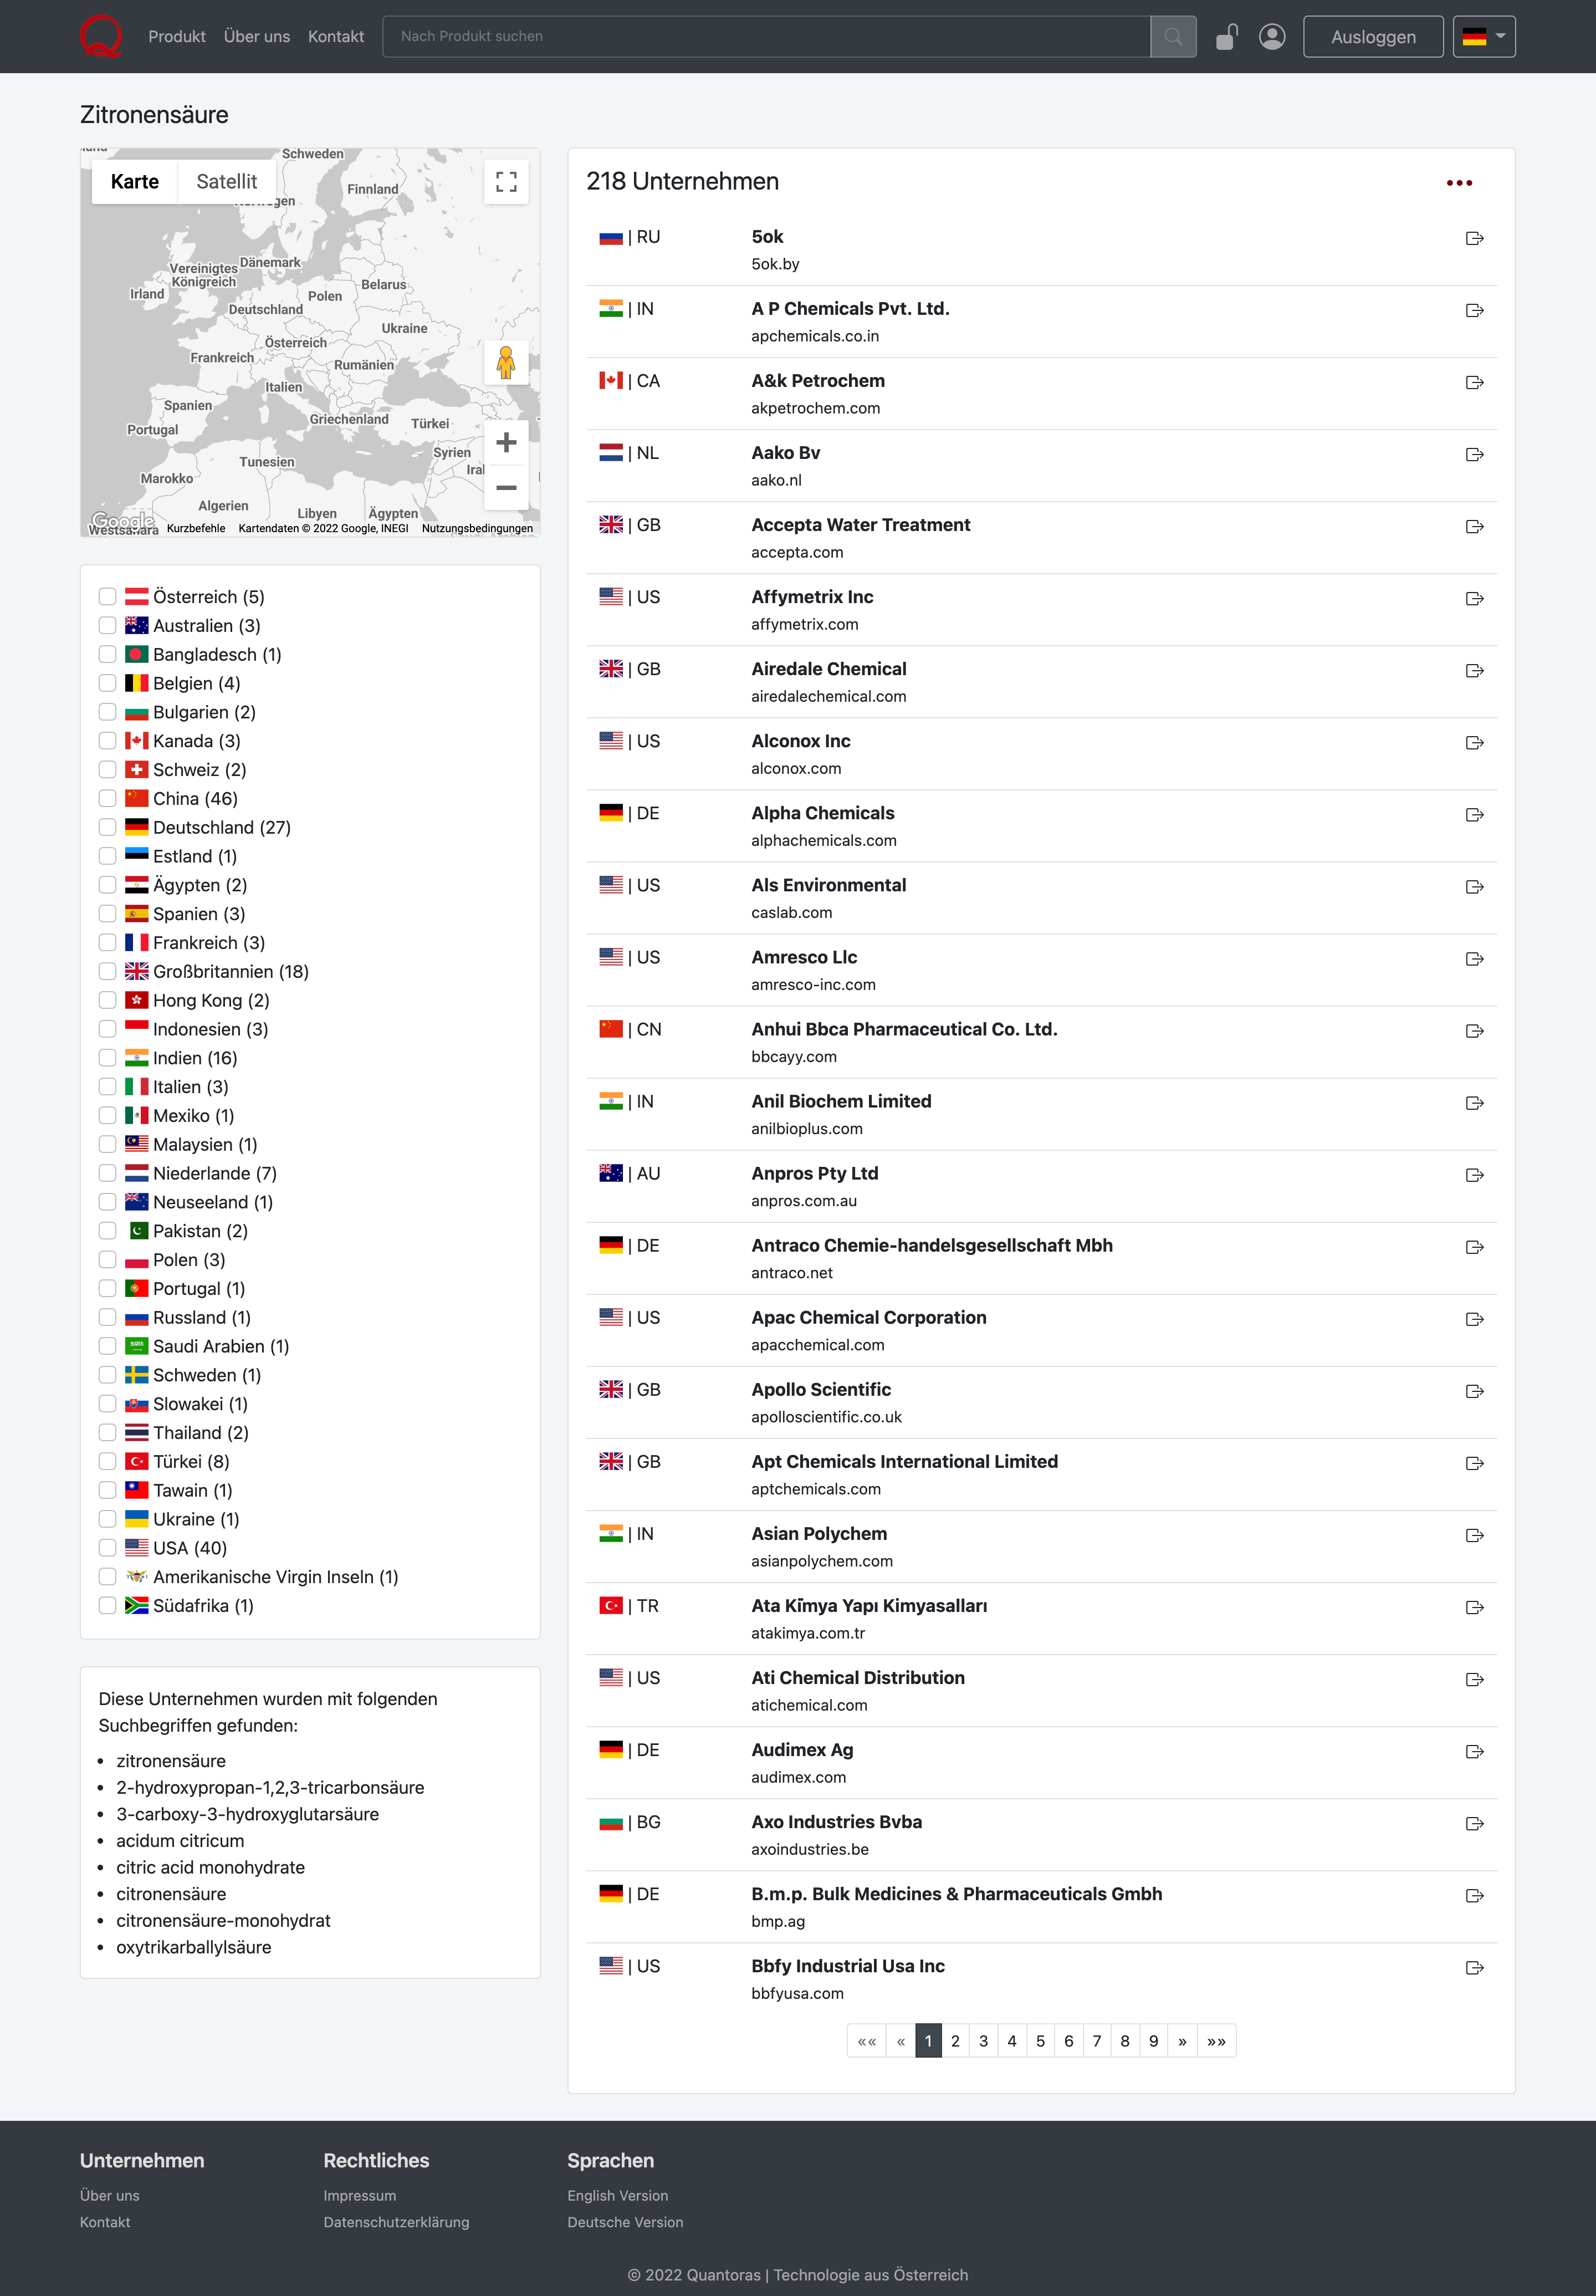 Produkt Über uns Kontakt Nach Produkt suchen Ausloggen
Zitronensäure
Karte Satellit
Schweden
Finnland
Dänemark
Vereinigtes
Königreich
Irland
Belarus
Polen
Deutschland
Ukraine
Österreich
Frankreich
Rumänien
Italien
Spanien
Griechenland
Türkei
Portugal
Syrien
Tunesien
Marokko
Algerien
Libyen
Ägypten
Google
Westsahara
Kurzbefehle Kartendaten © 2022 Google, INEGI Nutzungsbedingungen
Österreich (5)
Australien (3)
Bangladesch (1)
Belgien (4)
Bulgarien (2)
Kanada (3)
Schweiz (2)
China (46)
Deutschland (27)
Estland (1)
Ägypten (2)
Spanien (3)
Frankreich (3)
Großbritannien (18)
Hong Kong (2)
Indonesien (3)
Indien (16)
Italien (3)
Mexiko (1)
Malaysien (1)
Niederlande (7)
Neuseeland (1)
Pakistan (2)
Polen (3)
Portugal (1)
Russland (1)
Saudi Arabien (1)
Schweden (1)
Slowakei (1)
Thailand (2)
Türkei (8)
Tawain (1)
Ukraine (1)
USA (40)
Amerikanische Virgin Inseln (1)
Südafrika (1)
Diese Unternehmen wurden mit folgenden
Suchbegriffen gefunden:
• zitronensäure
• 2-hydroxypropan-1,2,3-tricarbonsäure
• 3-carboxy-3-hydroxyglutarsäure
• acidum citricum
• citric acid monohydrate
• citronensäure
• citronensäure-monohydrat
• oxytrikarballylsäure
218 Unternehmen
| RU 5ok
5ok.by
| IN A P Chemicals Pvt. Ltd.
apchemicals.co.in
| CA A&k Petrochem
akpetrochem.com
| NL Aako Bv
aako.nl
| GB Accepta Water Treatment
accepta.com
| US Affymetrix Inc
affymetrix.com
| GB Airedale Chemical
airedalechemical.com
| US Alconox Inc
alconox.com
| DE Alpha Chemicals
alphachemicals.com
| US Als Environmental
caslab.com
| US Amresco Llc
amresco-inc.com
| CN Anhui Bbca Pharmaceutical Co. Ltd.
bbcayy.com
| IN Anil Biochem Limited
anilbioplus.com
| AU Anpros Pty Ltd
anpros.com.au
| DE Antraco Chemie-handelsgesellschaft Mbh
antraco.net
| US Apac Chemical Corporation
apacchemical.com
| GB Apollo Scientific
apolloscientific.co.uk
| GB Apt Chemicals International Limited
aptchemicals.com
| IN Asian Polychem
asianpolychem.com
| TR Ata Ki̇mya Yapı Kimyasalları
atakimya.com.tr
| US Ati Chemical Distribution
atichemical.com
| DE Audimex Ag
audimex.com
| BG Axo Industries Bvba
axoindustries.be
| DE B.m.p. Bulk Medicines & Pharmaceuticals Gmbh
bmp.ag
| US Bbfy Industrial Usa Inc
bbfyusa.com
«« « 1 2 3 4 5 6 7 8 9 » »»
Unternehmen
Über uns
Kontakt
Rechtliches
Impressum
Datenschutzerklärung
Sprachen
English Version
Deutsche Version
© 2022 Quantoras | Technologie aus Österreich